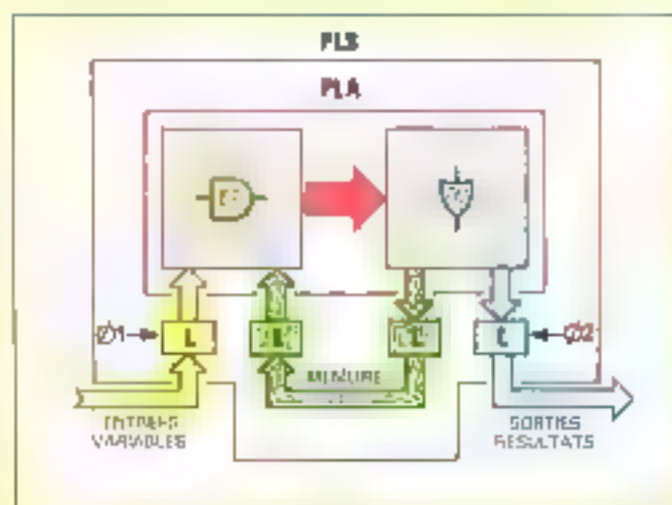 PLS
PLA
Ø1
L
L
L
L
Ø2
MEMOIRE
ENTREES
VARIABLES
SORTIES
RESULTATS